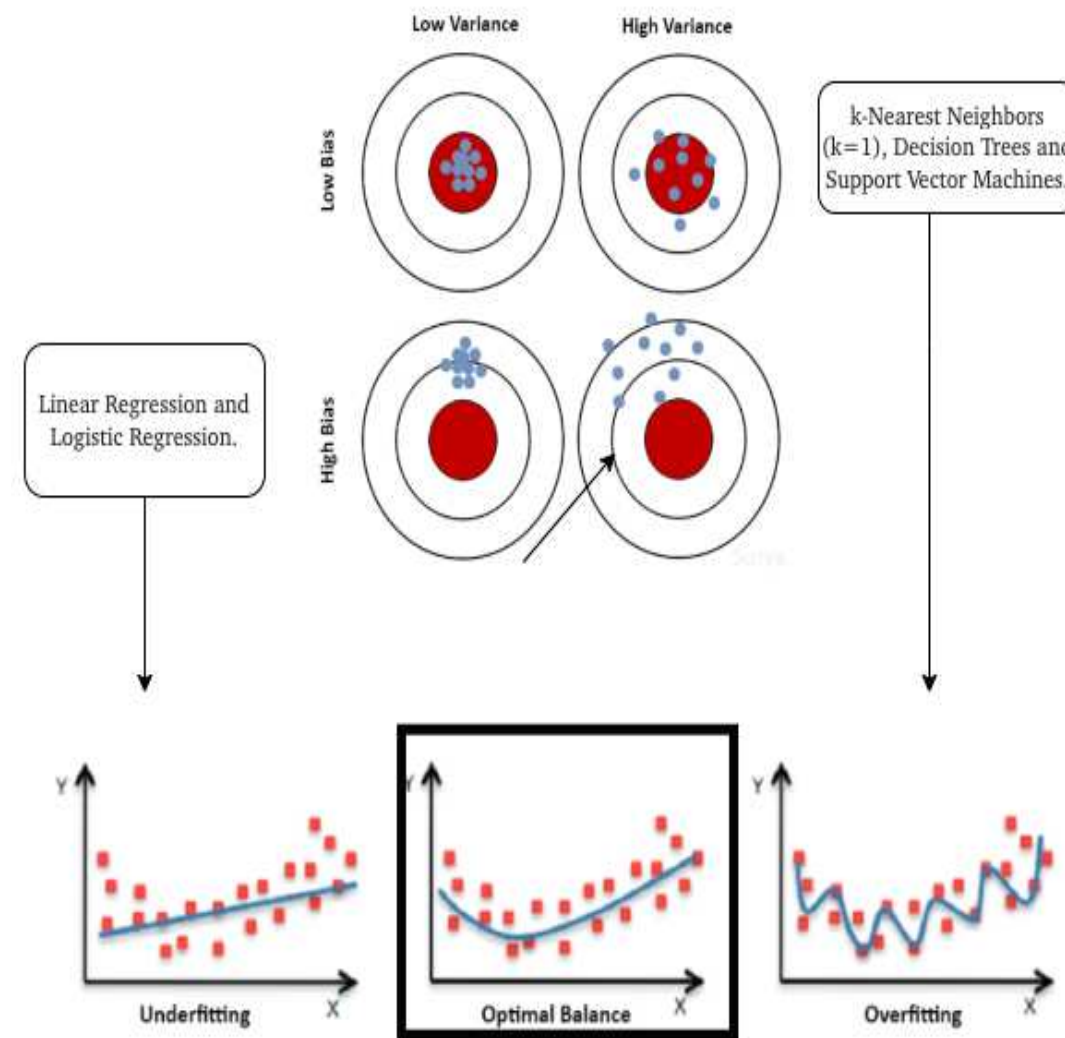 Low Variance
High Variance
Low Bias
k-Nearest Neighbors
(k=1), Decision Trees and
Support Vector Machines.
High Bias
Linear Regression and
Logistic Regression.
Y
X
Underfitting
Y
X
Optimal Balance
Y
X
Overfitting